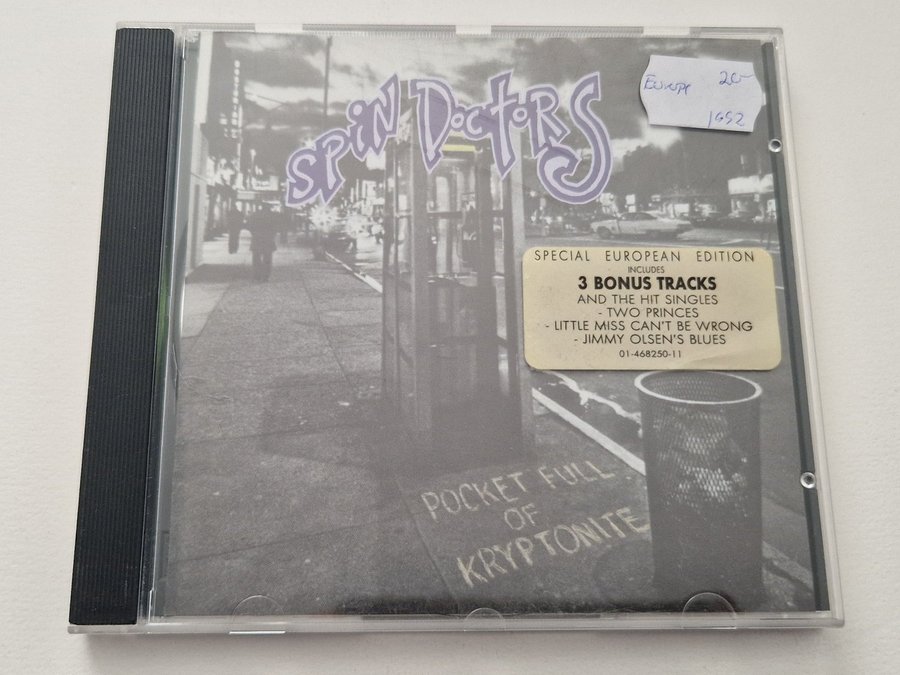 SPIN DOCTORS
Europe 20-
1992
SPECIAL EUROPEAN EDITION
INCLUDES
3 BONUS TRACKS
AND THE HIT SINGLES
- TWO PRINCES
- LITTLE MISS CAN'T BE WRONG
- JIMMY OLSEN'S BLUES
01-468250-11
POCKET FULL
OF
KRYPTONITE